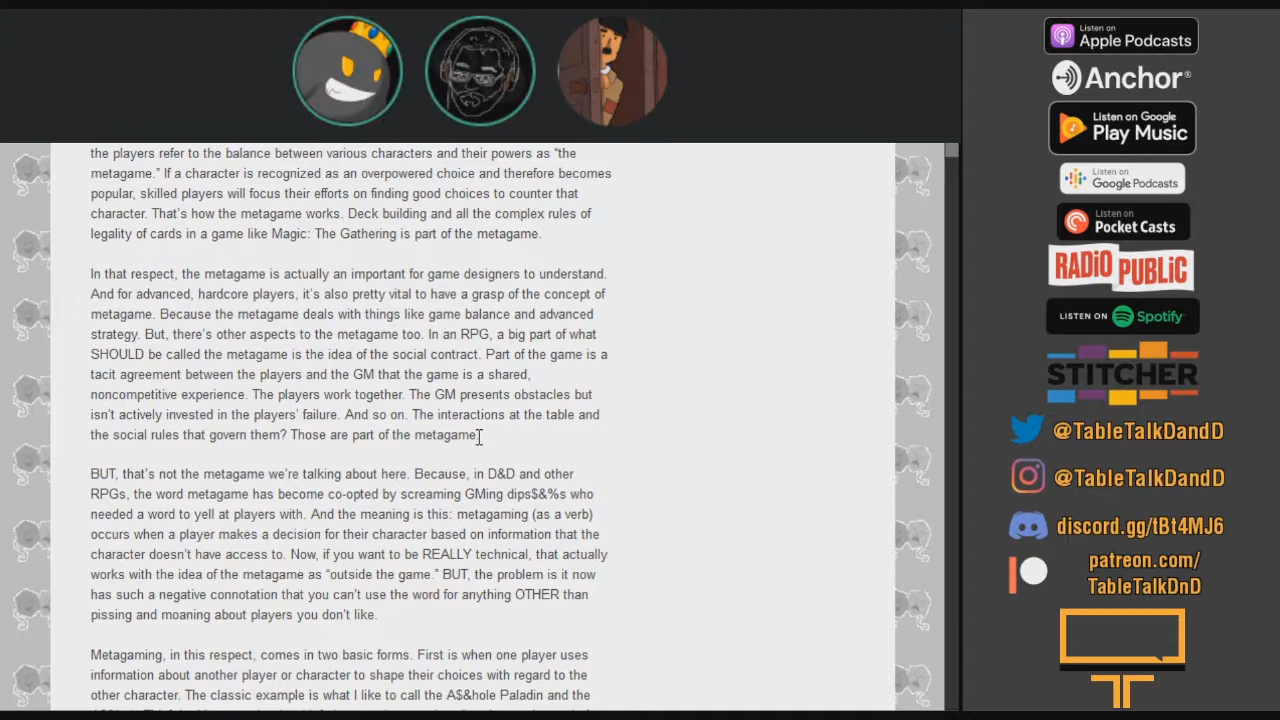 the players refer to the balance between various characters and their powers as “the
metagame.” If a character is recognized as an overpowered choice and therefore becomes
popular, skilled players will focus their efforts on finding good choices to counter that
character. That’s how the metagame works. Deck building and all the complex rules of
legality of cards in a game like Magic: The Gathering is part of the metagame.
In that respect, the metagame is actually an important for game designers to understand.
And for advanced, hardcore players, it’s also pretty vital to have a grasp of the concept of
metagame. Because the metagame deals with things like game balance and advanced
strategy. But, there’s other aspects to the metagame too. In an RPG, a big part of what
SHOULD be called the metagame is the idea of the social contract. Part of the game is a
tacit agreement between the players and the GM that the game is a shared,
noncompetitive experience. The players work together. The GM presents obstacles but
isn’t actively invested in the players’ failure. And so on. The interactions at the table and
the social rules that govern them? Those are part of the metagame.
BUT, that’s not the metagame we’re talking about here. Because, in D&D and other
RPGs, the word metagame has become co-opted by screaming GMing dips$&%s who
needed a word to yell at players with. And the meaning is this: metagaming (as a verb)
occurs when a player makes a decision for their character based on information that the
character doesn’t have access to. Now, if you want to be REALLY technical, that actually
works with the idea of the metagame as “outside the game.” BUT, the problem is it now
has such a negative connotation that you can’t use the word for anything OTHER than
pissing and moaning about players you don’t like.
Metagaming, in this respect, comes in two basic forms. First is when one player uses
information about another player or character to shape their choices with regard to the
other character. The classic example is what I like to call the A$&hole Paladin and the
Listen on
Apple Podcasts
Anchor®
Listen on Google
Play Music
Listen on
Google Podcasts
Listen on
Pocket Casts
RADIO PUBLIC
LISTEN ON Spotify
STITCHER
@TableTalkDandD
@TableTalkDandD
discord.gg/tBt4MJ6
patreon.com/
TableTalkDnD